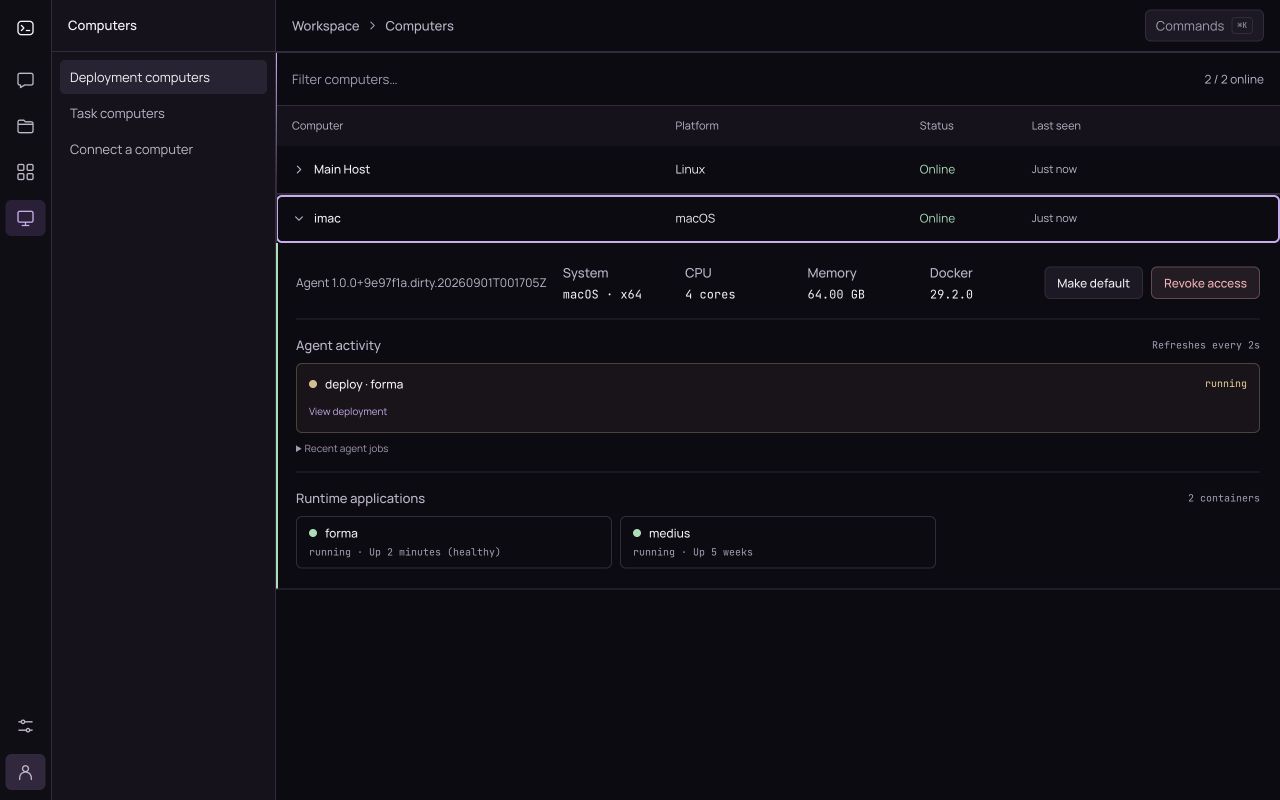 Computers
Workspace > Computers
Commands ⌘K
Deployment computers
Task computers
Connect a computer
Filter computers…
2 / 2 online
Computer Platform Status Last seen
Main Host Linux Online Just now
imac macOS Online Just now
Agent 1.0.0+9e97f1a.dirty.20260901T001705Z
System
macOS · x64
CPU
4 cores
Memory
64.00 GB
Docker
29.2.0
Make default
Revoke access
Agent activity
Refreshes every 2s
deploy · forma
running
View deployment
Recent agent jobs
Runtime applications
2 containers
forma
running · Up 2 minutes (healthy)
medius
running · Up 5 weeks